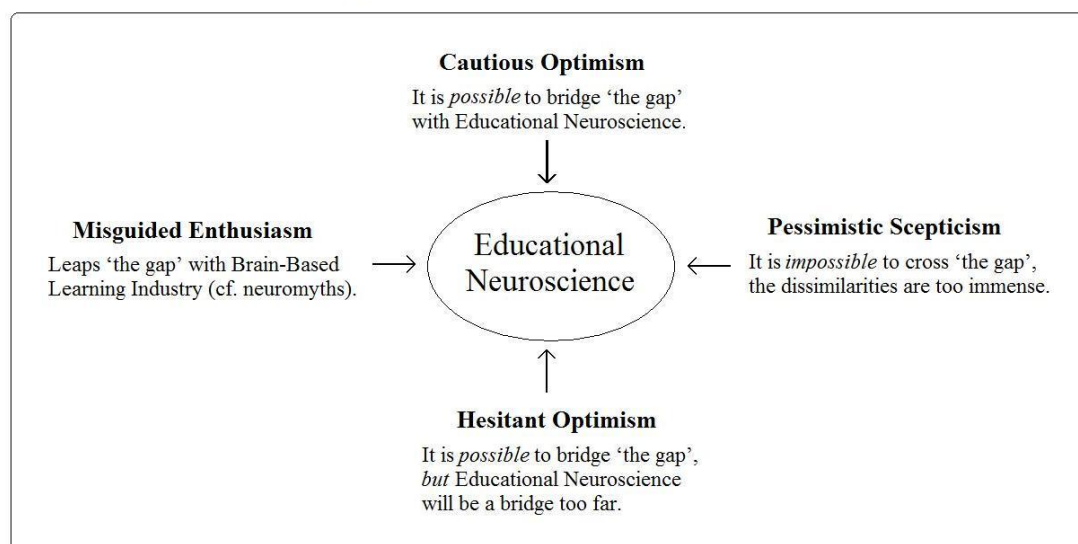 Cautious Optimism
It is possible to bridge ‘the gap’
with Educational Neuroscience.
Misguided Enthusiasm
Leaps ‘the gap’ with Brain-Based
Learning Industry (cf. neuromyths).
Educational
Neuroscience
Pessimistic Scepticism
It is impossible to cross ‘the gap’,
the dissimilarities are too immense.
Hesitant Optimism
It is possible to bridge ‘the gap’,
but Educational Neuroscience
will be a bridge too far.